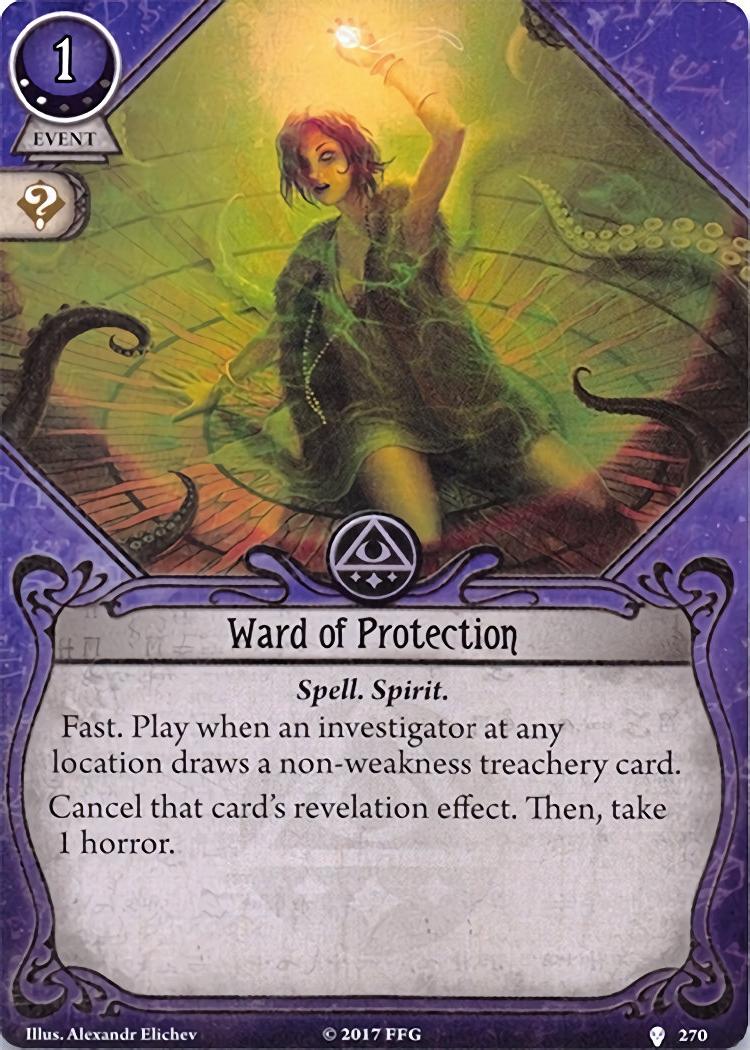 1
EVENT
?
Ward of Protection
Spell. Spirit.
Fast. Play when an investigator at any
location draws a non-weakness treachery card.
Cancel that card's revelation effect. Then, take
1 horror.
Illus. Alexandr Elichev
© 2017 FFG
270